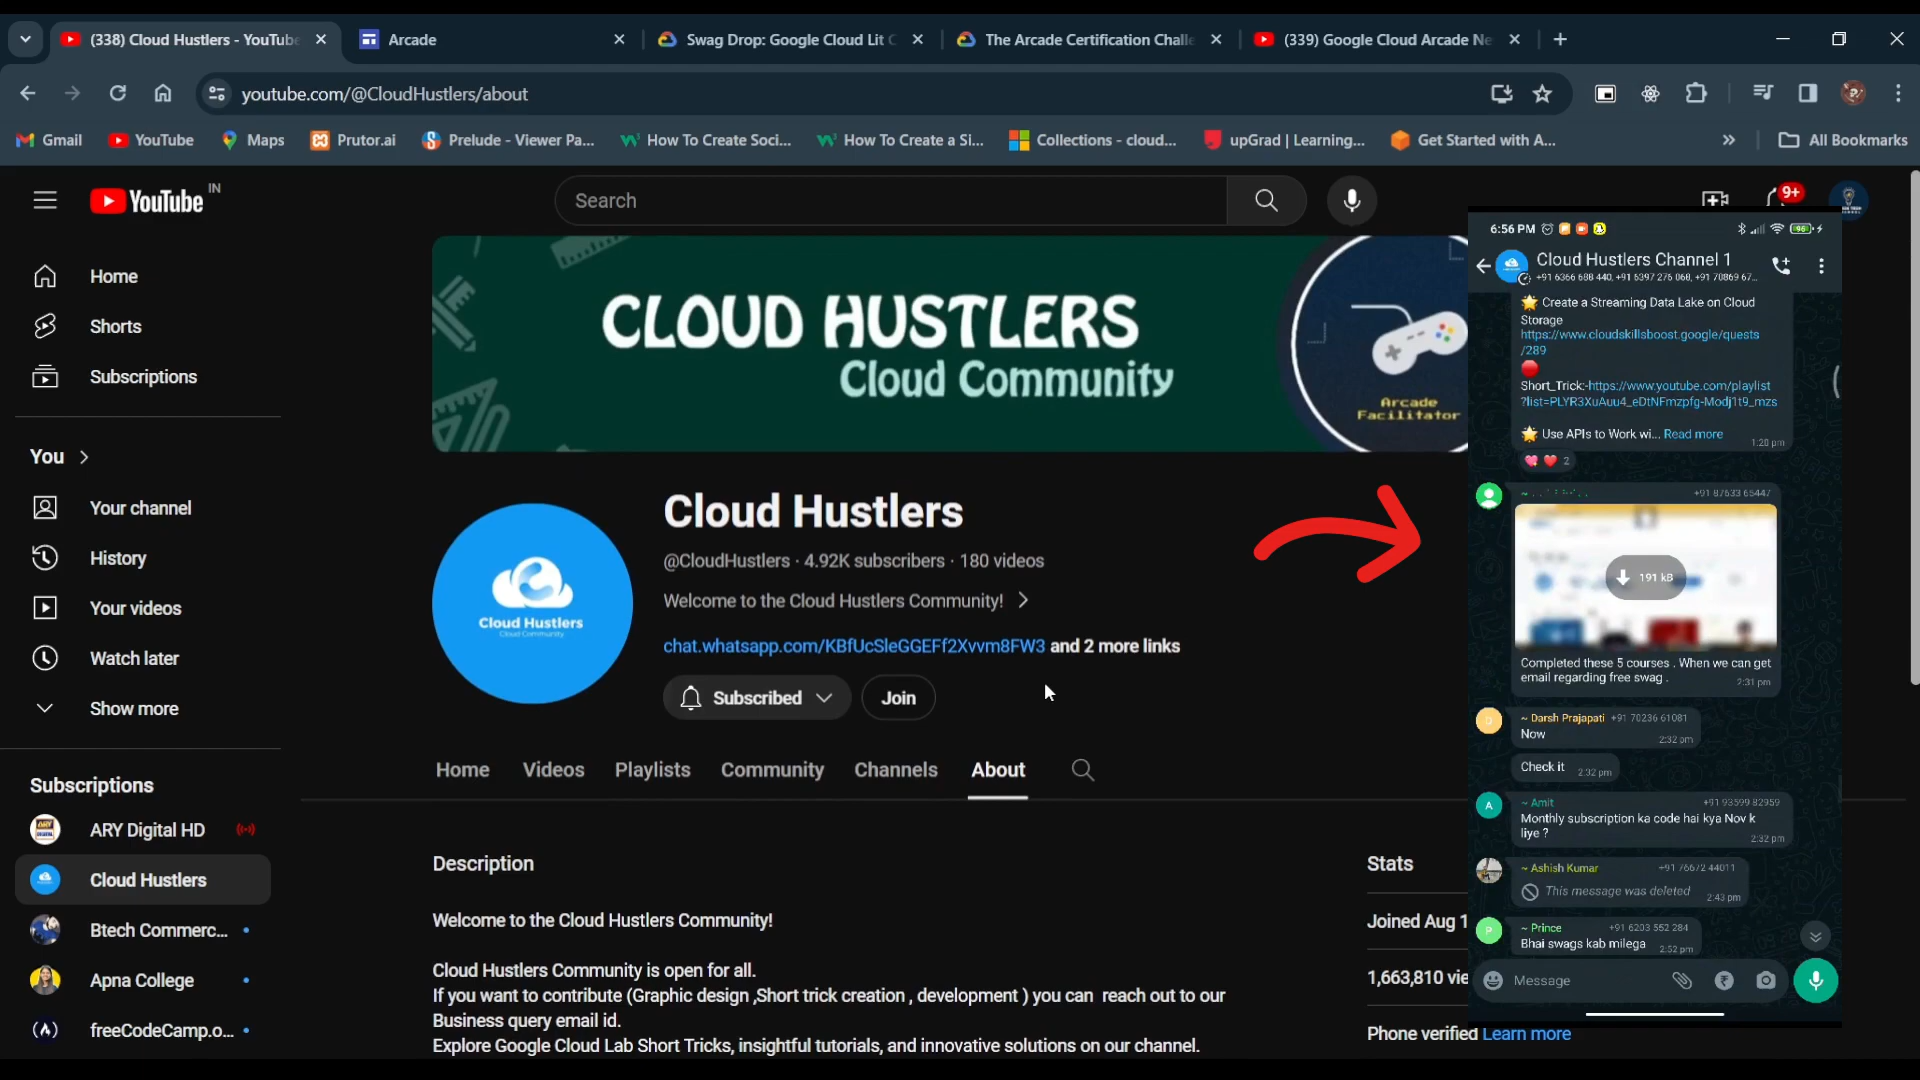 (338) Cloud Hustlers - YouTube
Arcade
Swag Drop: Google Cloud Lit C
The Arcade Certification Challe
(339) Google Cloud Arcade Ne
youtube.com/@CloudHustlers/about
Gmail
YouTube
Maps
Prutor.ai
Prelude - Viewer Pa...
How To Create Soci...
How To Create a Si...
Collections - cloud...
upGrad | Learning...
Get Started with A...
All Bookmarks
YouTube IN
Search
9+
Home
Shorts
Subscriptions
You
Your channel
History
Your videos
Watch later
Show more
Subscriptions
ARY Digital HD
Cloud Hustlers
Btech Commerc...
Apna College
freeCodeCamp.o...
CLOUD HUSTLERS
Cloud Community
Arcade
Facilitator
Cloud Hustlers
Cloud Community
Cloud Hustlers
@CloudHustlers · 4.92K subscribers · 180 videos
Welcome to the Cloud Hustlers Community!
chat.whatsapp.com/KBfUcSleGGEFf2Xvvm8FW3 and 2 more links
Subscribed
Join
Home
Videos
Playlists
Community
Channels
About
Description
Welcome to the Cloud Hustlers Community!
Cloud Hustlers Community is open for all.
If you want to contribute (Graphic design ,Short trick creation , development ) you can reach out to our
Business query email id.
Explore Google Cloud Lab Short Tricks, insightful tutorials, and innovative solutions on our channel.
Stats
Joined Aug 1
1,663,810 vie
Phone verified Learn more
6:56 PM
96
Cloud Hustlers Channel 1
+91 6366 688 440, +91 6397 276 068, +91 70869 67...
Create a Streaming Data Lake on Cloud
Storage
https://www.cloudskillsboost.google/quests
/289
Short_Trick:-https://www.youtube.com/playlist
?list=PLYR3XuAuu4_eDtNFmzpfg-Modj1t9_mzs
Use APIs to Work wi... Read more
1:20 pm
2
+91 87633 65447
191 kB
Completed these 5 courses . When we can get
email regarding free swag .
2:31 pm
D
~ Darsh Prajapati +91 70236 61081
Now
2:32 pm
Check it
2:32 pm
A
~ Amit +91 93599 82959
Monthly subscription ka code hai kya Nov k
liye ?
2:32 pm
~ Ashish Kumar +91 76672 44011
This message was deleted
2:43 pm
P
~ Prince +91 6203 552 284
Bhai swags kab milega
2:52 pm
Message